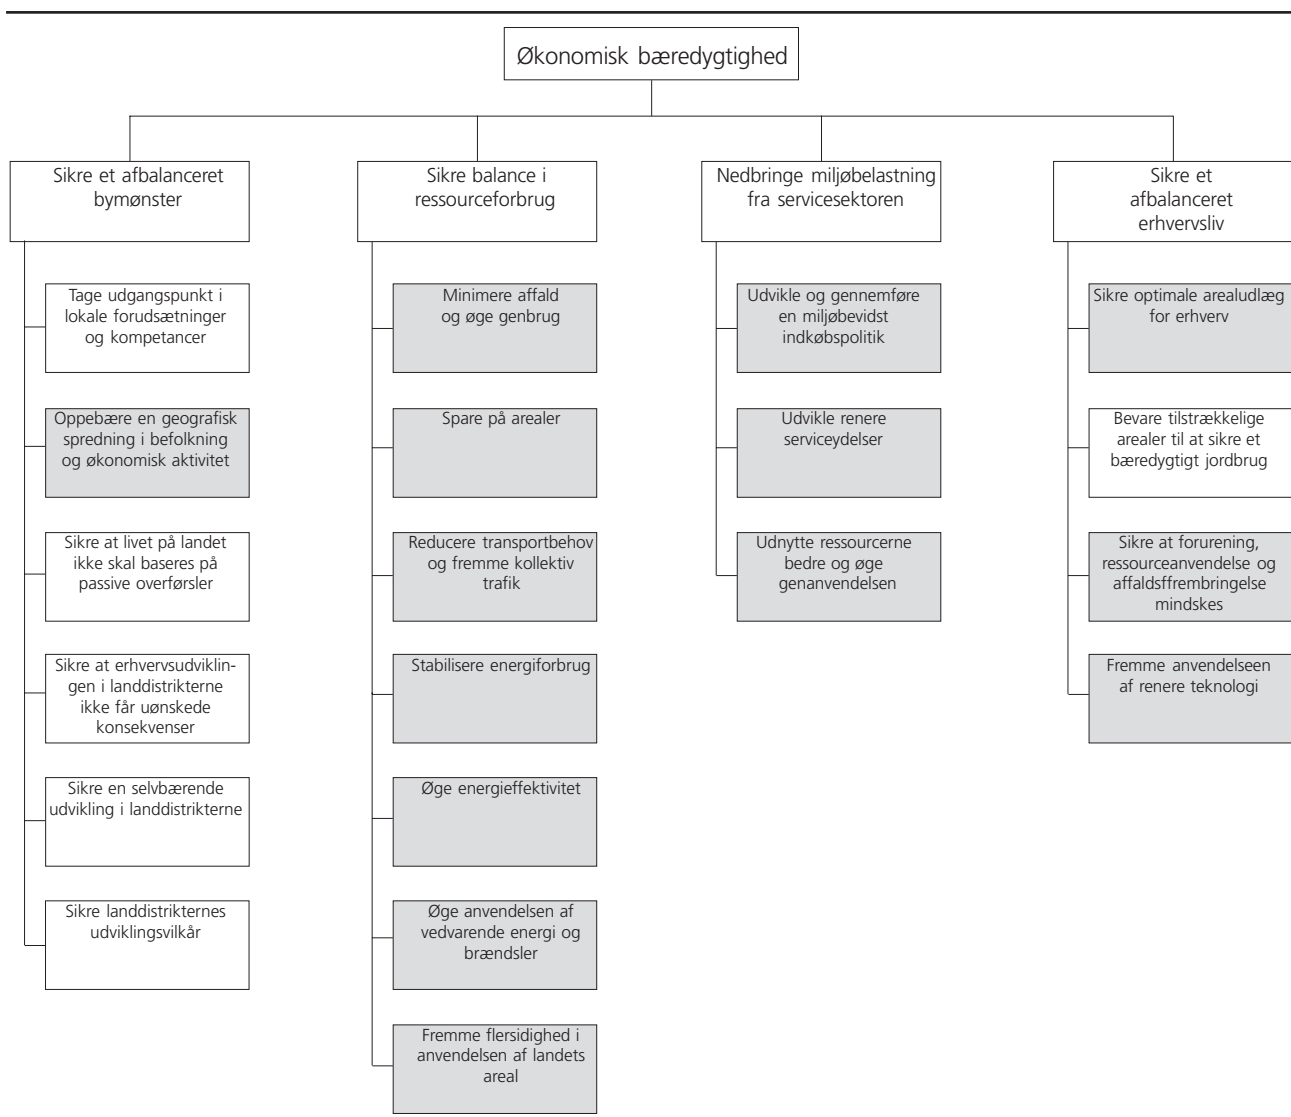 Økonomisk bæredygtighed
Sikre et afbalanceret
bymønster
Tage udgangspunkt i
lokale forudsætninger
og kompetancer
Oppebære en geografisk
spredning i befolkning
og økonomisk aktivitet
Sikre at livet på landet
ikke skal baseres på
passive overførsler
Sikre at erhvervsudviklin-
gen i landdistrikterne
ikke får uønskede
konsekvenser
Sikre en selvbærende
udvikling i landdistrikterne
Sikre landdistrikternes
udviklingsvilkår
Sikre balance i
ressourceforbrug
Minimere affald
og øge genbrug
Spare på arealer
Reducere transportbehov
og fremme kollektiv
trafik
Stabilisere energiforbrug
Øge energieffektivitet
Øge anvendelsen af
vedvarende energi og
brændsler
Fremme flersidighed i
anvendelsen af landets
areal
Nedbringe miljøbelastning
fra servicesektoren
Udvikle og gennemføre
en miljøbevidst
indkøbspolitik
Udvikle renere
serviceydelser
Udnytte ressourcerne
bedre og øge
genanvendelsen
Sikre et
afbalanceret
erhvervsliv
Sikre optimale arealudlæg
for erhverv
Bevare tilstrækkelige
arealer til at sikre et
bæredygtigt jordbrug
Sikre at forurening,
ressourceanvendelse og
affaldsffrembringelse
mindskes
Fremme anvendelseen
af renere teknologi